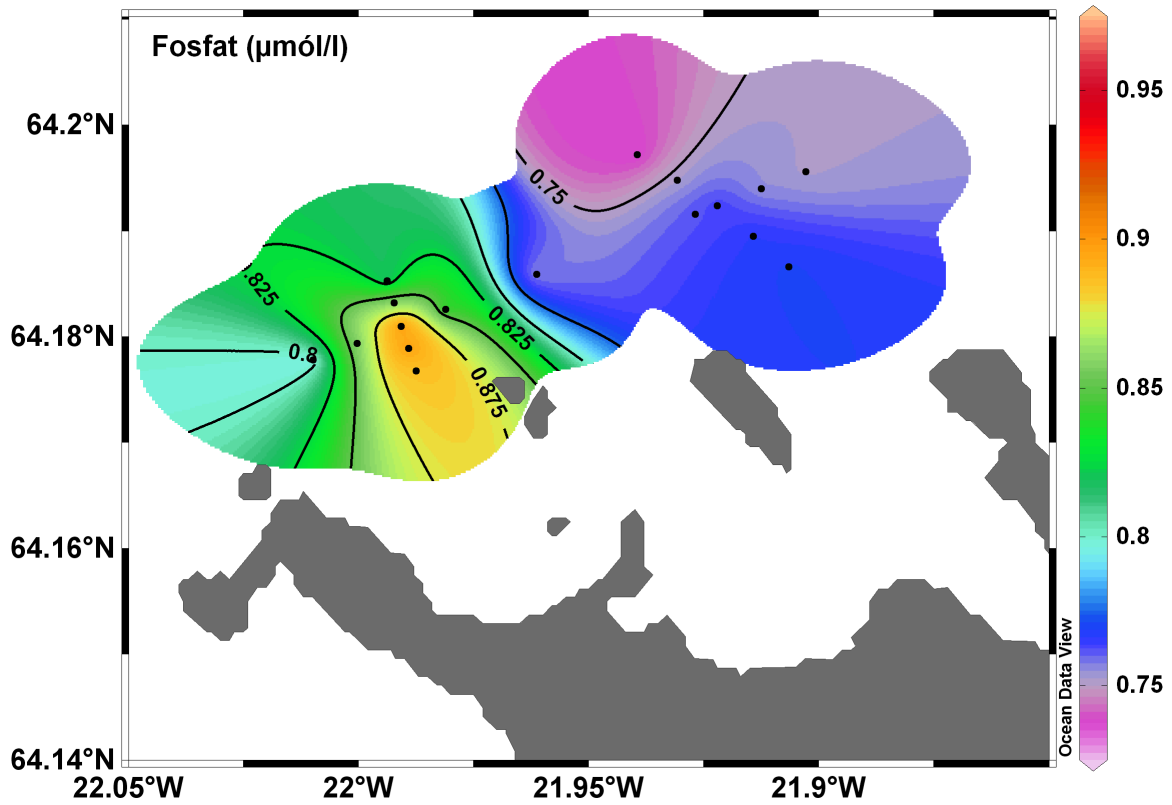 Fosfat (µmól/l)
64.2°N
64.18°N
64.16°N
64.14°N
22.05°W
22°W
21.95°W
21.9°W
0.75
.825
0.8
0.825
0.875
0.95
0.9
0.85
0.8
0.75
Ocean Data View